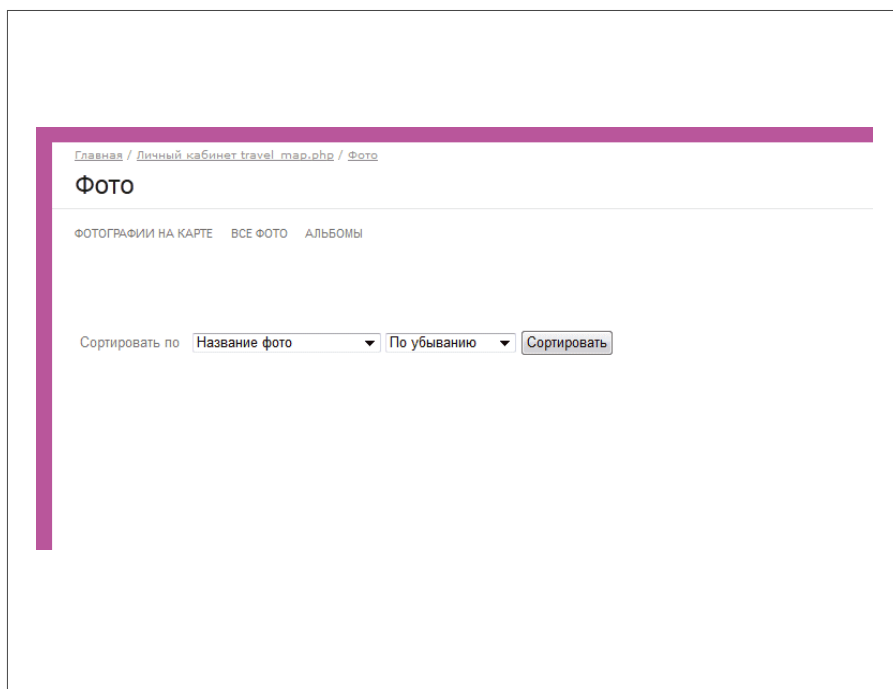 Главная / Личный кабинет travel_map.php / Фото
Фото
ФОТОГРАФИИ НА КАРТЕ ВСЕ ФОТО АЛЬБОМЫ
Сортировать по Название фото По убыванию Сортировать